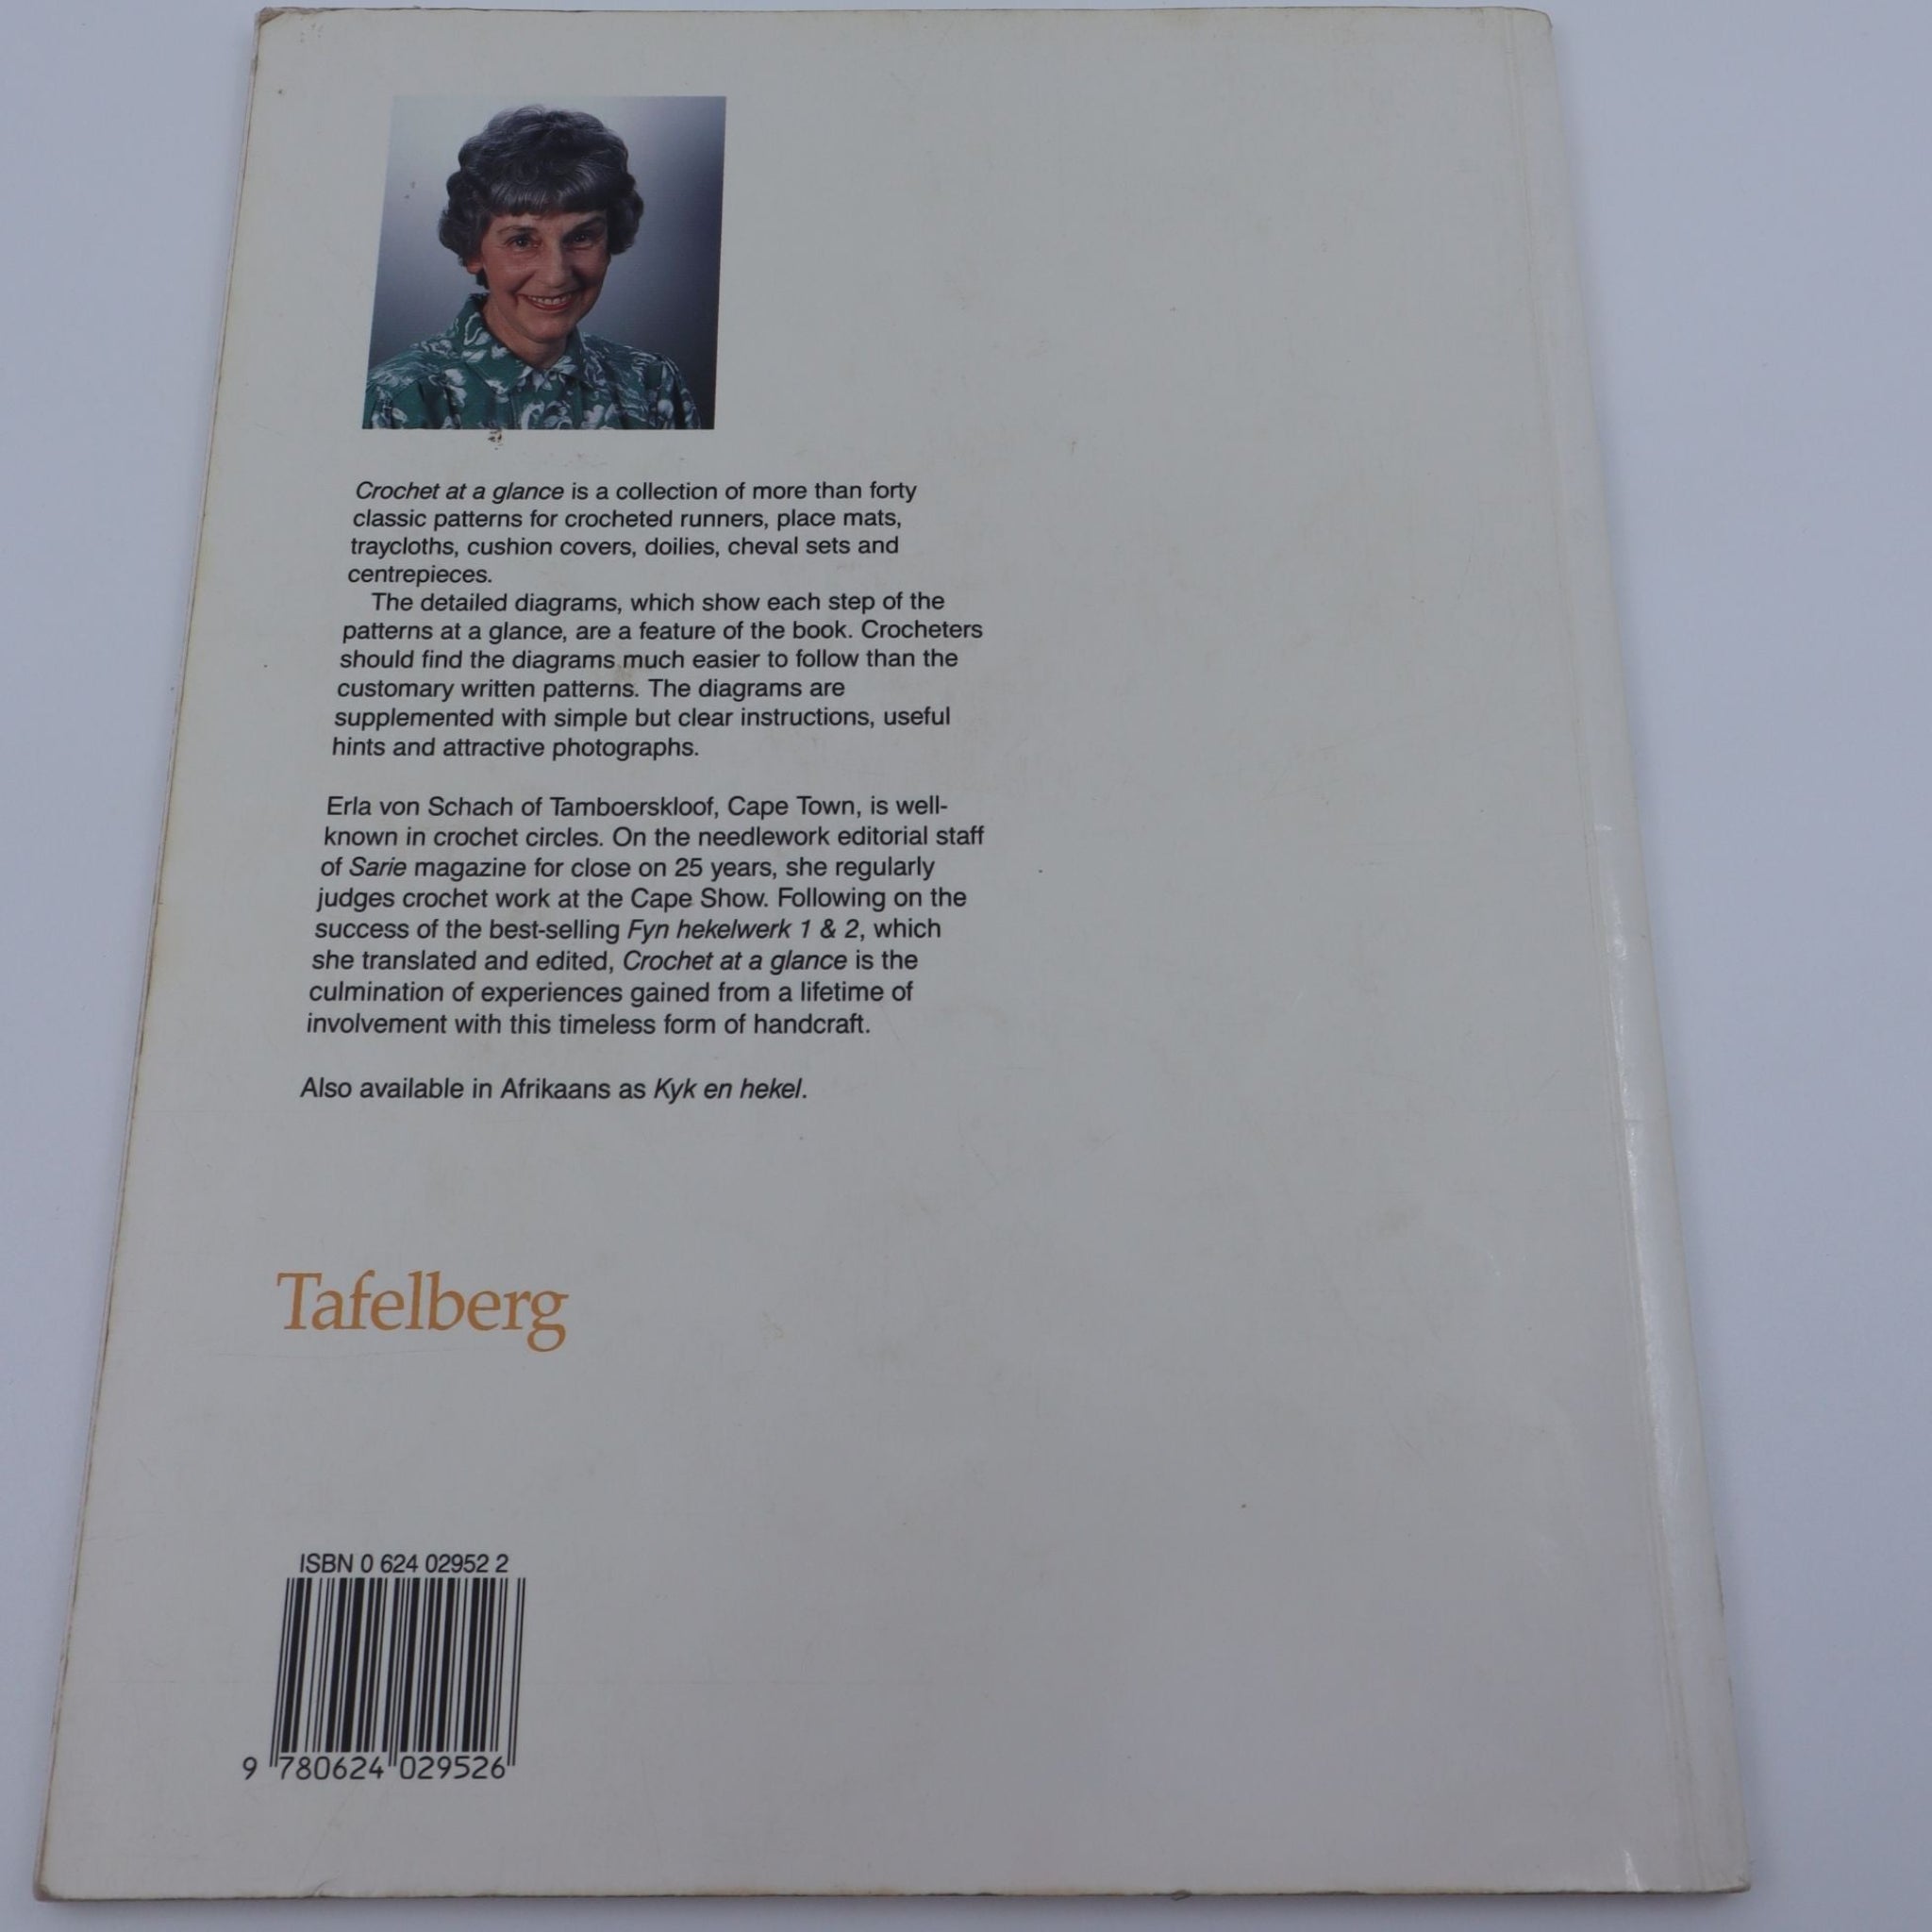 Crochet at a glance is a collection of more than forty
classic patterns for crocheted runners, place mats,
traycloths, cushion covers, doilies, cheval sets and
centrepieces.
The detailed diagrams, which show each step of the
patterns at a glance, are a feature of the book. Crocheters
should find the diagrams much easier to follow than the
customary written patterns. The diagrams are
supplemented with simple but clear instructions, useful
hints and attractive photographs.
Erla von Schach of Tamboerskloof, Cape Town, is well-
known in crochet circles. On the needlework editorial staff
of Sarie magazine for close on 25 years, she regularly
judges crochet work at the Cape Show. Following on the
success of the best-selling Fyn hekelwerk 1 & 2, which
she translated and edited, Crochet at a glance is the
culmination of experiences gained from a lifetime of
involvement with this timeless form of handcraft.
Also available in Afrikaans as Kyk en hekel.
Tafelberg
ISBN 0 624 02952 2
9 780624 029526